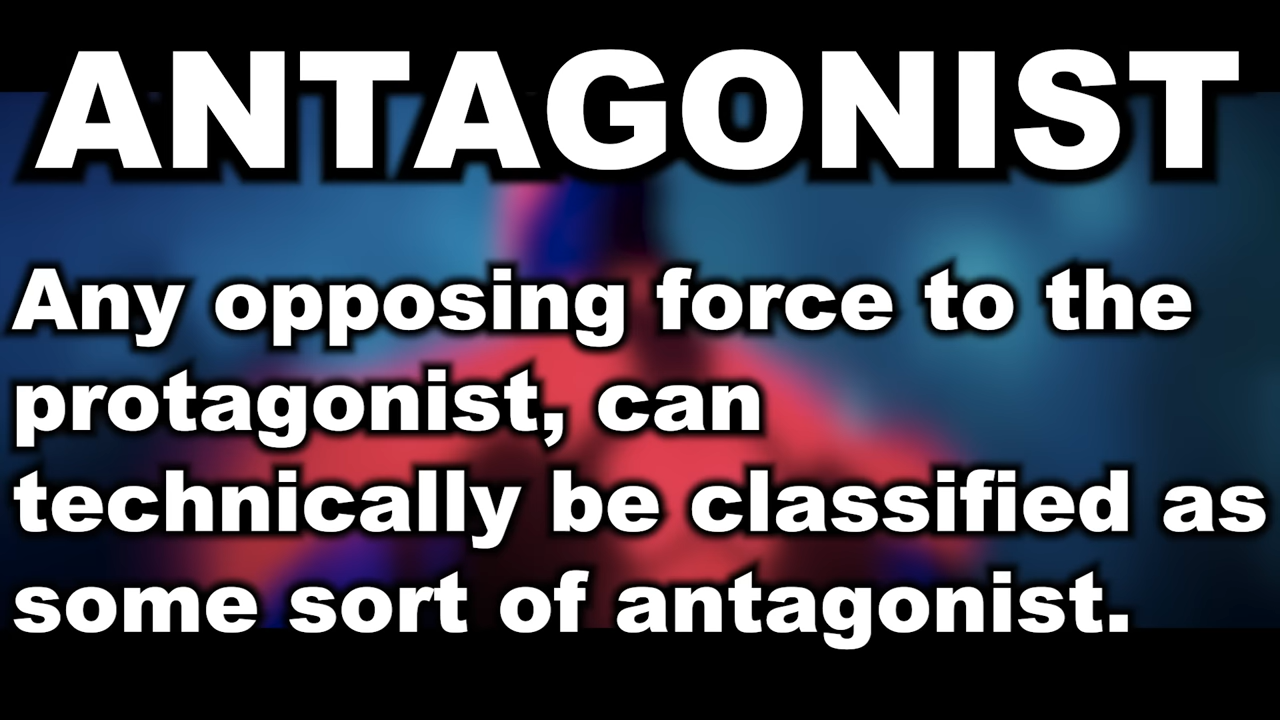 ANTAGONIST
Any opposing force to the
protagonist, can
technically be classified as
some sort of antagonist.